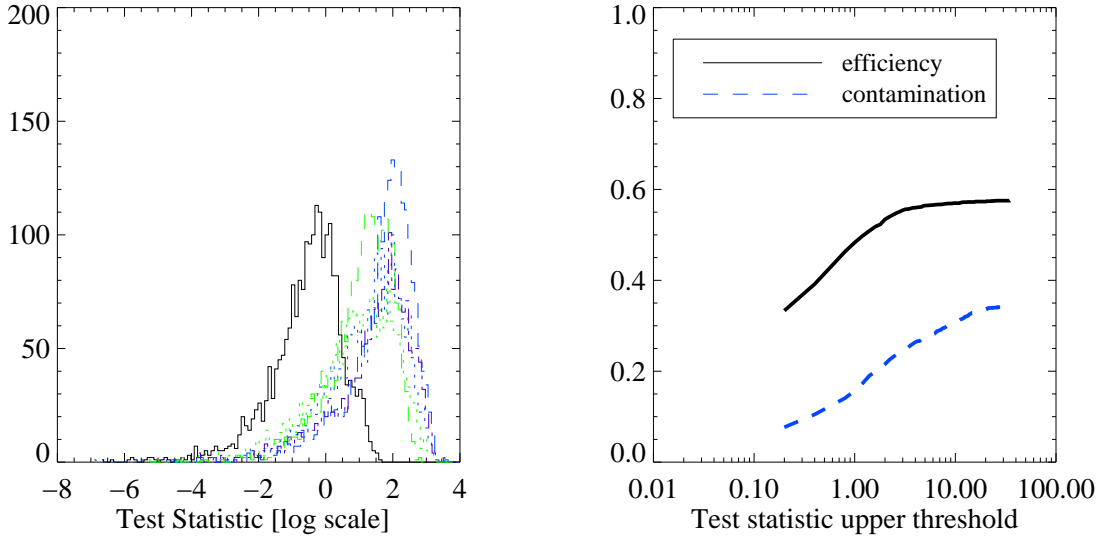 200
150
100
50
0
−8 −6 −4 −2 0 2 4
Test Statistic [log scale]
1.0
0.8
0.6
0.4
0.2
0.0
efficiency
contamination
0.01 0.10 1.00 10.00 100.00
Test statistic upper threshold